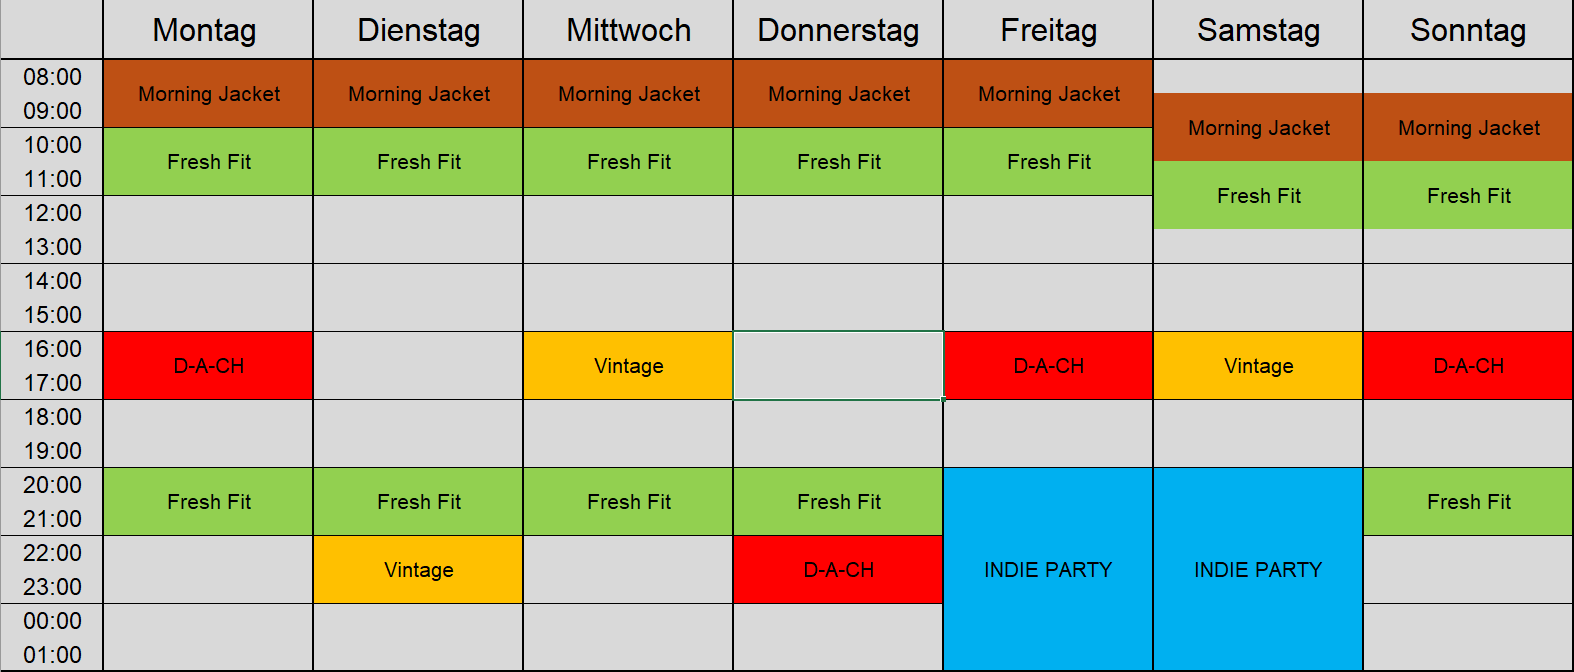 Montag Dienstag Mittwoch Donnerstag Freitag Samstag Sonntag
08:00
Morning Jacket Morning Jacket Morning Jacket Morning Jacket Morning Jacket
09:00
Morning Jacket Morning Jacket
10:00
Fresh Fit Fresh Fit Fresh Fit Fresh Fit Fresh Fit
11:00
Fresh Fit Fresh Fit
12:00
13:00
14:00
15:00
16:00
D-A-CH Vintage D-A-CH Vintage D-A-CH
17:00
18:00
19:00
20:00
Fresh Fit Fresh Fit Fresh Fit Fresh Fit Fresh Fit
21:00
22:00
Vintage D-A-CH INDIE PARTY INDIE PARTY
23:00
00:00
01:00